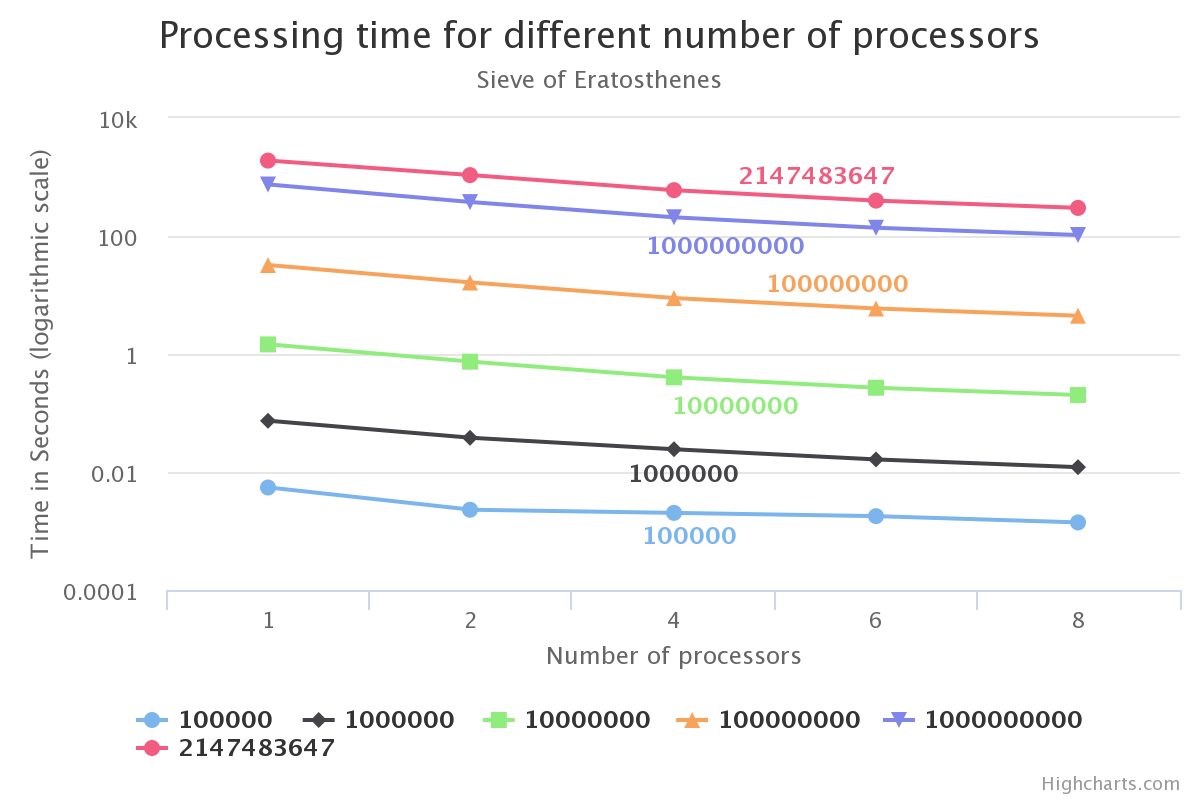 Processing time for different number of processors
Sieve of Eratosthenes
Time in Seconds (logarithmic scale)
10k
100
1
0.01
0.0001
2147483647
1000000000
100000000
10000000
1000000
100000
1 2 4 6 8
Number of processors
100000 1000000 10000000 100000000 1000000000
2147483647
Highcharts.com